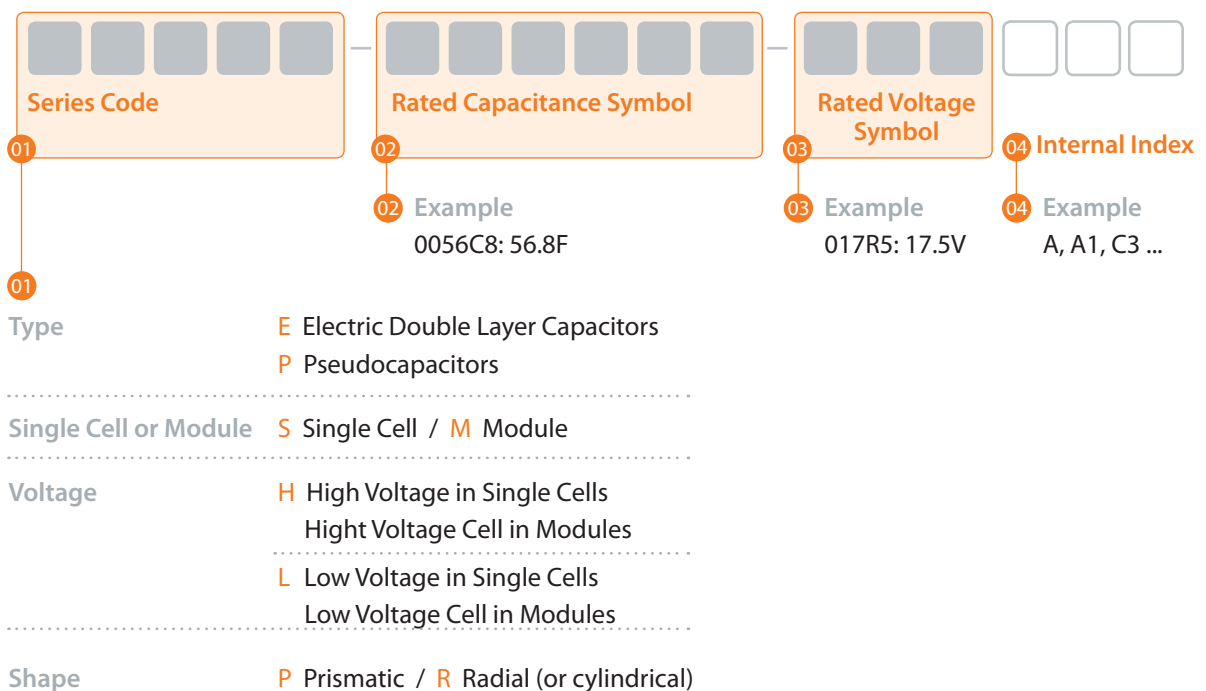 Series Code
Rated Capacitance Symbol
Rated Voltage
Symbol
01
02
03
04 Internal Index
02 Example
03 Example
04 Example
0056C8: 56.8F
017R5: 17.5V
A, A1, C3 ...
01
Type E Electric Double Layer Capacitors
P Pseudocapacitors
Single Cell or Module S Single Cell / M Module
Voltage H High Voltage in Single Cells
Hight Voltage Cell in Modules
L Low Voltage in Single Cells
Low Voltage Cell in Modules
Shape P Prismatic / R Radial (or cylindrical)